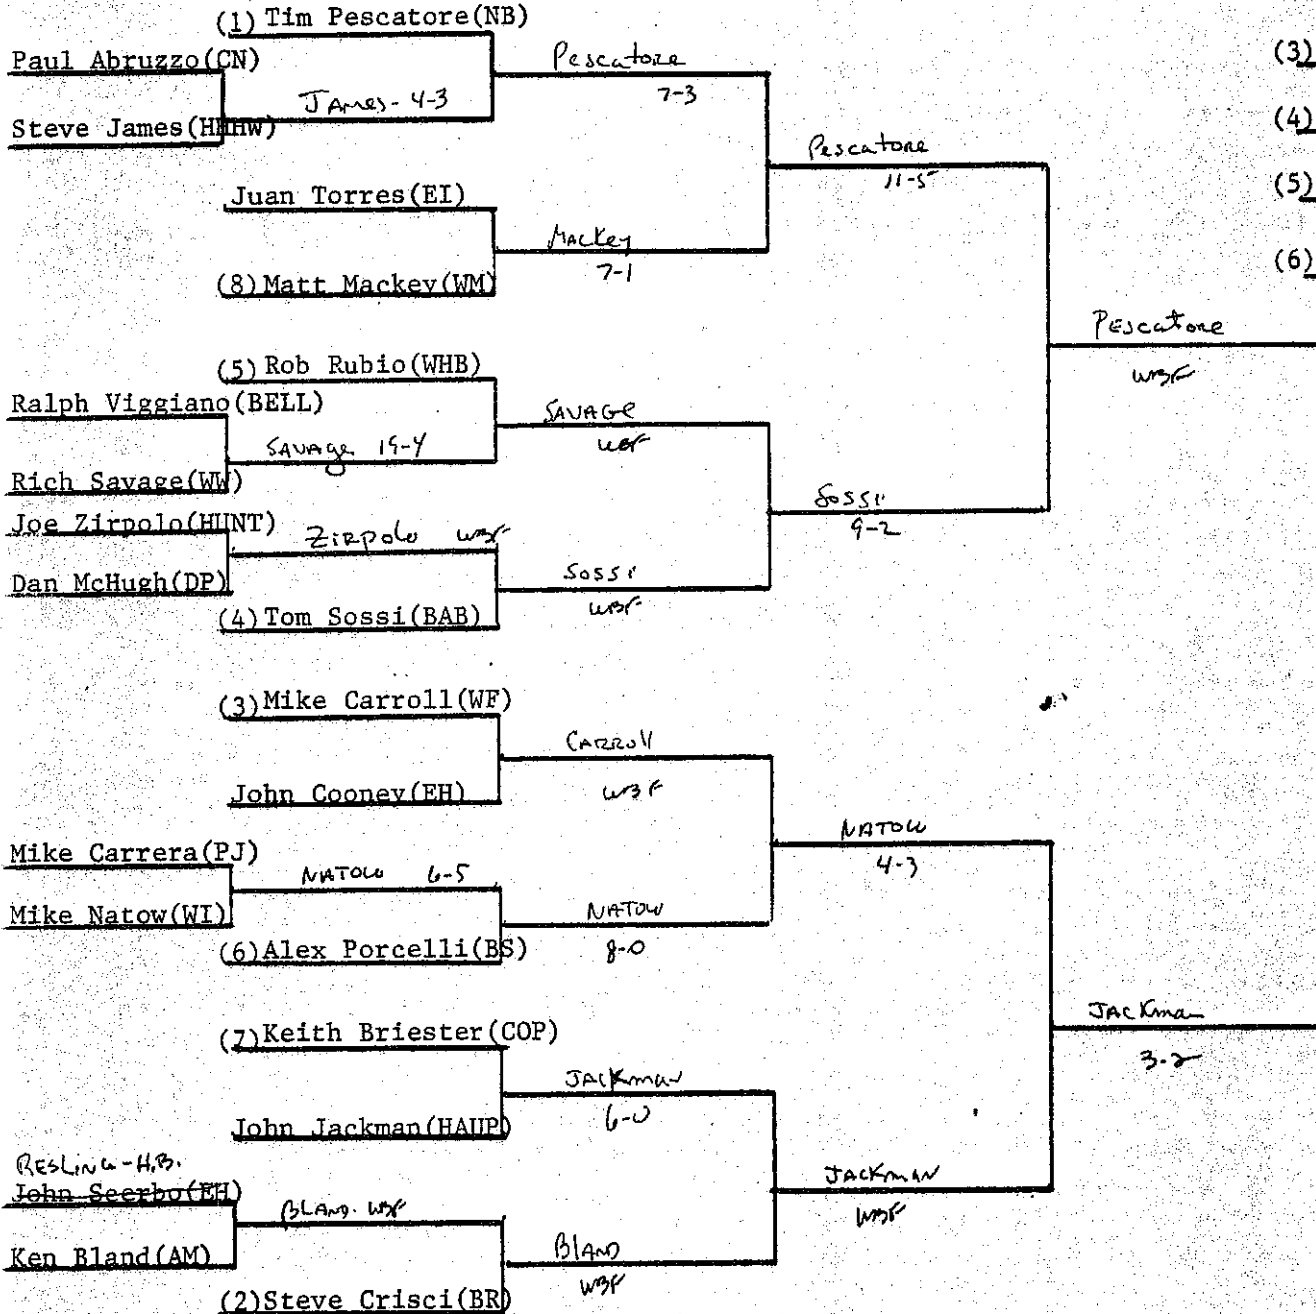 (1) Tim Pescatore(NB)
Paul Abruzzo(CN)
Pescatore
7-3
(3)
James - 4-3
Steve James(HHHW)
(4)
Pescatore
11-5
Juan Torres(EI)
(5)
Mackey
7-1
(6)
(8) Matt Mackey(WM)
Pescatore
WBF
(5) Rob Rubio(WHB)
Ralph Viggiano(BELL)
Savage
WBF
Savage 15-4
Rich Savage(WW)
Joe Zirpolo(HUNT)
Zirpolo WBF
Sossi
9-2
Dan McHugh(DP)
Sossi
WBF
(4) Tom Sossi(BAB)
(3) Mike Carroll(WF)
Carroll
WBF
John Cooney(EH)
Natow
4-3
Mike Carrera(PJ)
Natow 6-5
Mike Natow(WI)
Natow
8-0
(6) Alex Porcelli(BS)
Jackman
3-2
(7) Keith Briester(COP)
Jackman
6-0
John Jackman(HAUP)
Resling-H.B.
John Seerbo(EH)
Jackman
WBF
Bland. WBF
Ken Bland(AM)
Bland
WBF
(2) Steve Crisci(BR)